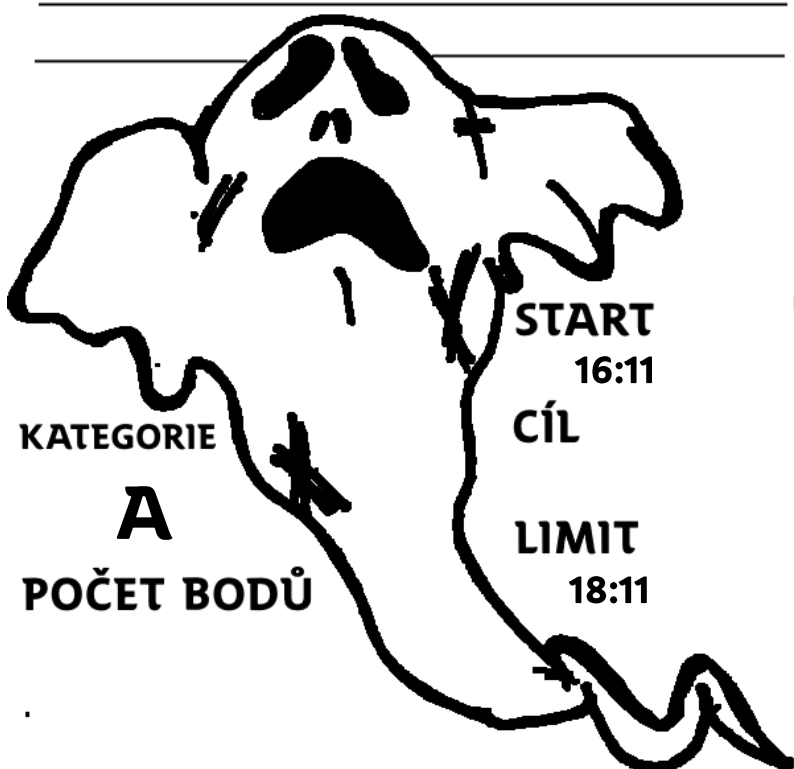 START
16:11
CÍL
KATEGORIE
A
LIMIT
18:11
POČET BODŮ